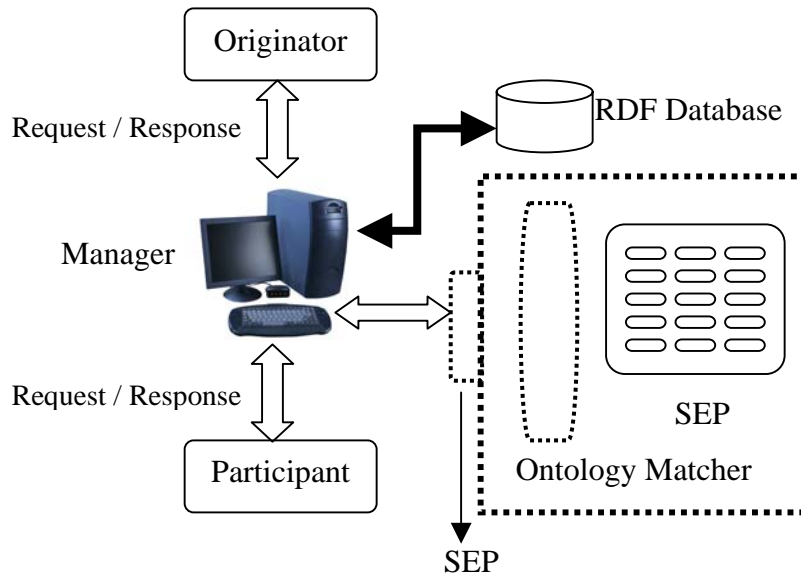 Originator
RDF Database
Request / Response
Manager
Request / Response
SEP
Participant
Ontology Matcher
SEP